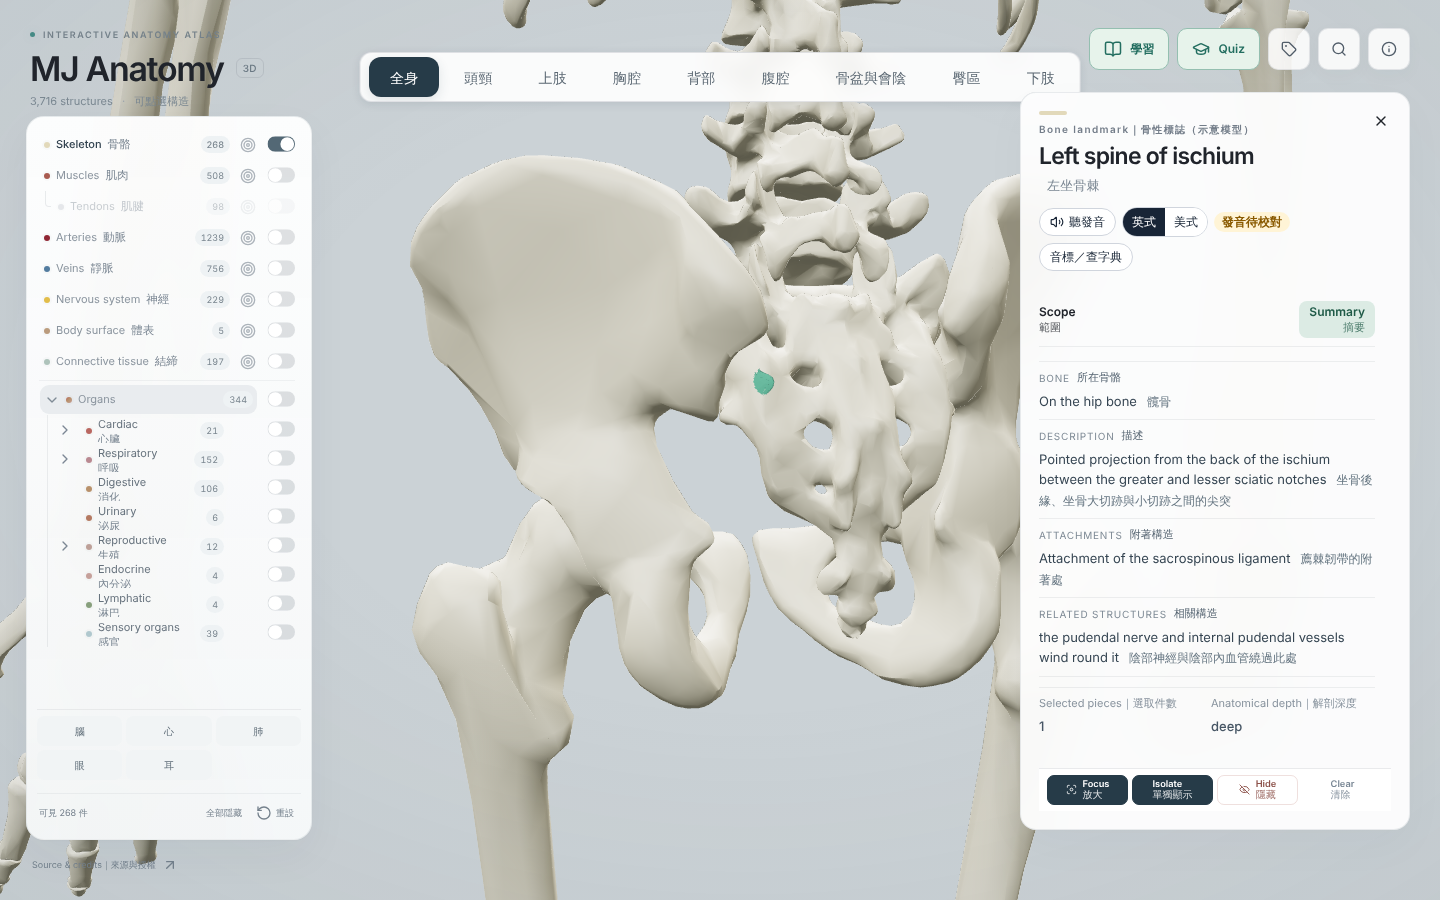 INTERACTIVE ANATOMY ATLAS
MJ Anatomy 3D
3,716 structures · 可點選構造
全身 頭頸 上肢 胸腔 背部 腹腔 骨盆與會陰 臀區 下肢
學習 Quiz
Skeleton 骨骼 268
Muscles 肌肉 508
Tendons 肌腱 98
Arteries 動脈 1239
Veins 靜脈 756
Nervous system 神經 229
Body surface 體表 5
Connective tissue 結締 197
Organs 344
Cardiac 21
心臟
Respiratory 152
呼吸
Digestive 106
消化
Urinary 6
泌尿
Reproductive 12
生殖
Endocrine 4
內分泌
Lymphatic 4
淋巴
Sensory organs 39
感官
腦 心 肺
眼 耳
可見 268 件 全部隱藏 重設
Source & credits | 來源與授權
Bone landmark | 骨性標誌（示意模型）
Left spine of ischium
左坐骨棘
聽發音 英式 美式 發音待校對
音標／查字典
Scope Summary
範圍 摘要
BONE 所在骨骼
On the hip bone 髖骨
DESCRIPTION 描述
Pointed projection from the back of the ischium
between the greater and lesser sciatic notches 坐骨後
緣、坐骨大切跡與小切跡之間的尖突
ATTACHMENTS 附著構造
Attachment of the sacrospinous ligament 薦棘韌帶的附
著處
RELATED STRUCTURES 相關構造
the pudendal nerve and internal pudendal vessels
wind round it 陰部神經與陰部內血管繞過此處
Selected pieces | 選取件數 Anatomical depth | 解剖深度
1 deep
Focus Isolate Hide Clear
放大 單獨顯示 隱藏 清除